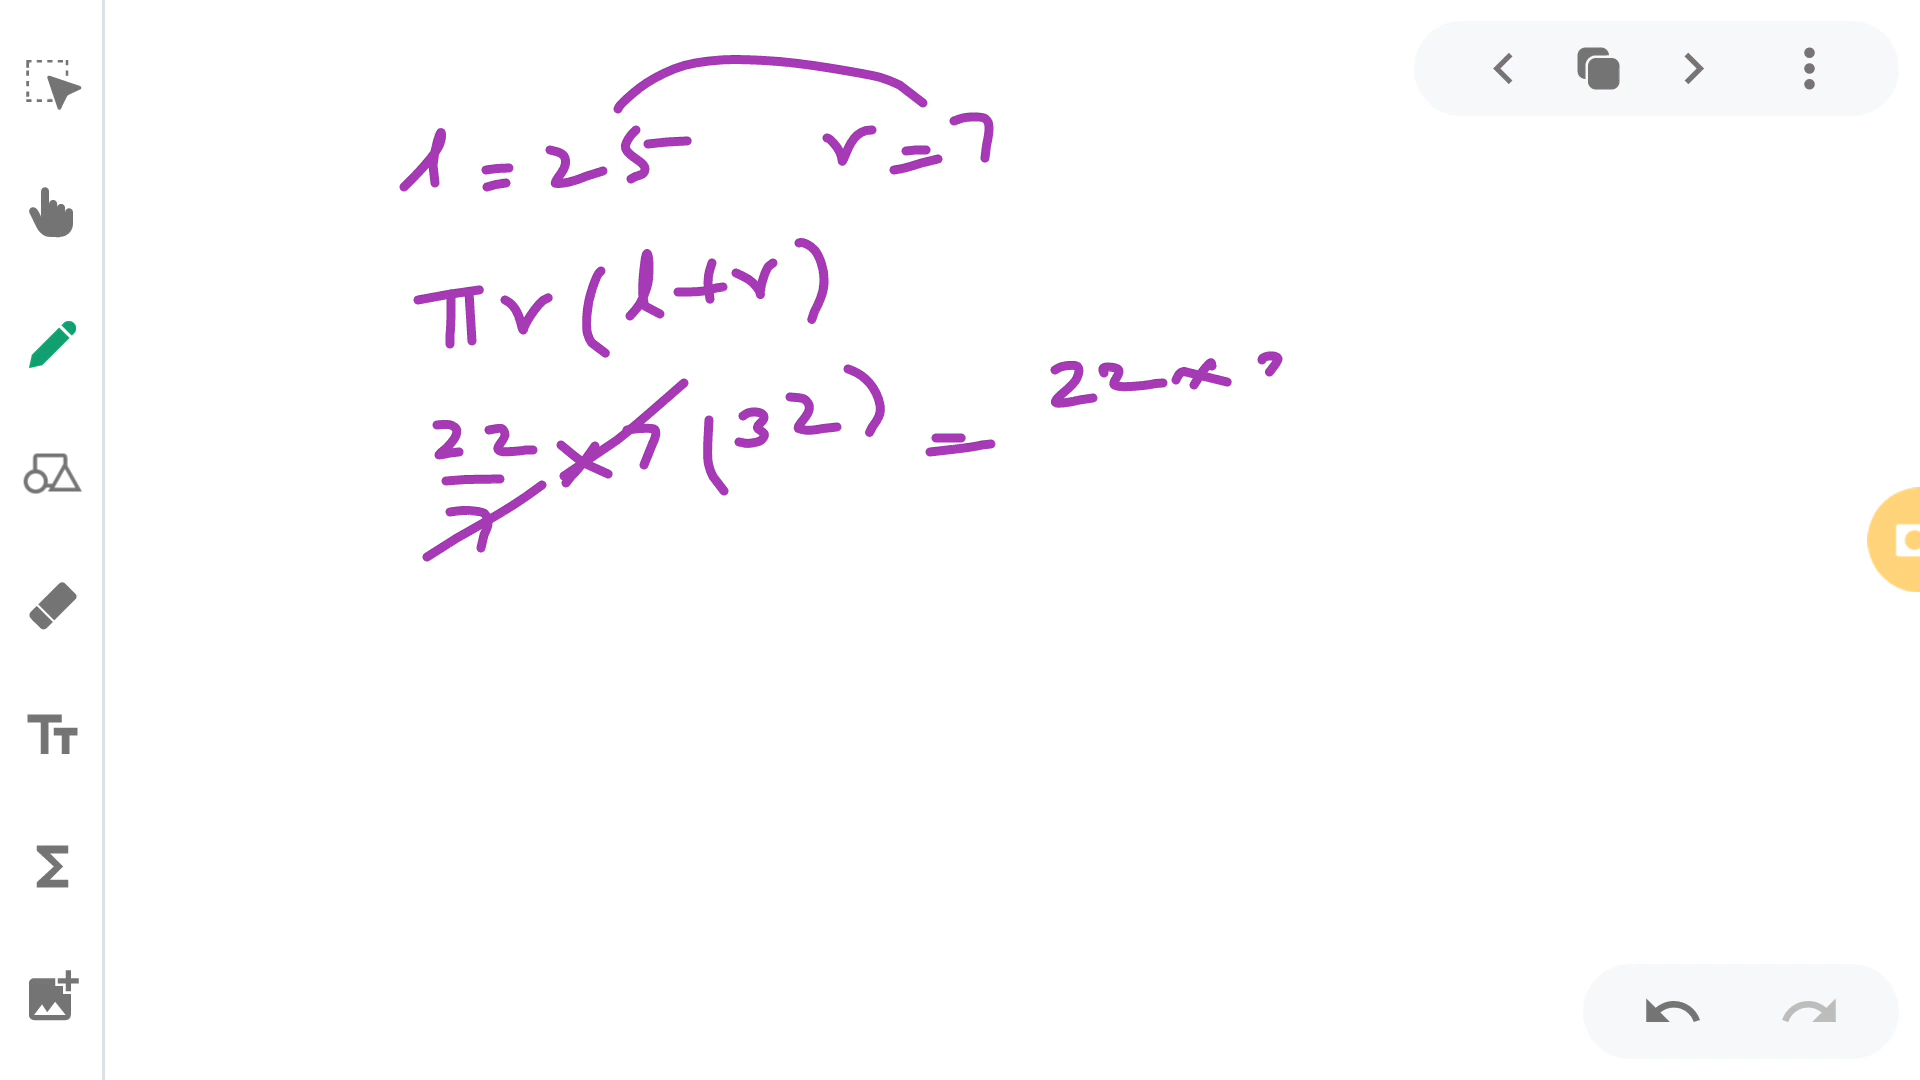 l = 25 r = 7
πr(l+r)
22/7 × 7 (32) = 22 ×